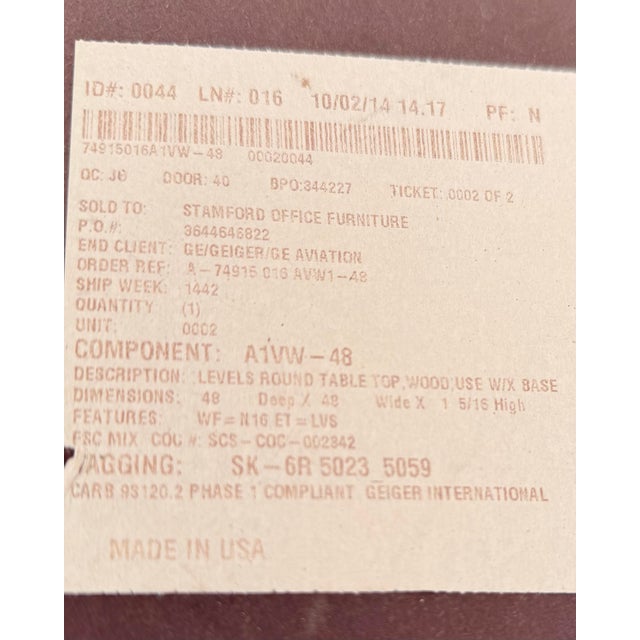 ID#: 0044 LN#: 016 10/02/14 14.17 PF: N
74915016A1VW-48 00020044
QC: JG DOOR: 40 BPO:344227 TICKET: 0002 OF 2
SOLD TO: STAMFORD OFFICE FURNITURE
P.O.#: 3644646822
END CLIENT: GE/GEIGER/GE AVIATION
ORDER REF: A-74915 016 AVW1-48
SHIP WEEK: 1442
QUANTITY (1)
UNIT: 0002
COMPONENT: A1VW-48
DESCRIPTION: LEVELS ROUND TABLE TOP,WOOD,USE W/X BASE
DIMENSIONS: 48 Deep X 48 Wide X 1 5/16 High
FEATURES: WF=N16 ET=LVS
FSC MIX COC #: SCS-COC-002842
TAGGING: SK-6R 5023 5059
CARB 93120.2 PHASE 1 COMPLIANT GEIGER INTERNATIONAL
MADE IN USA